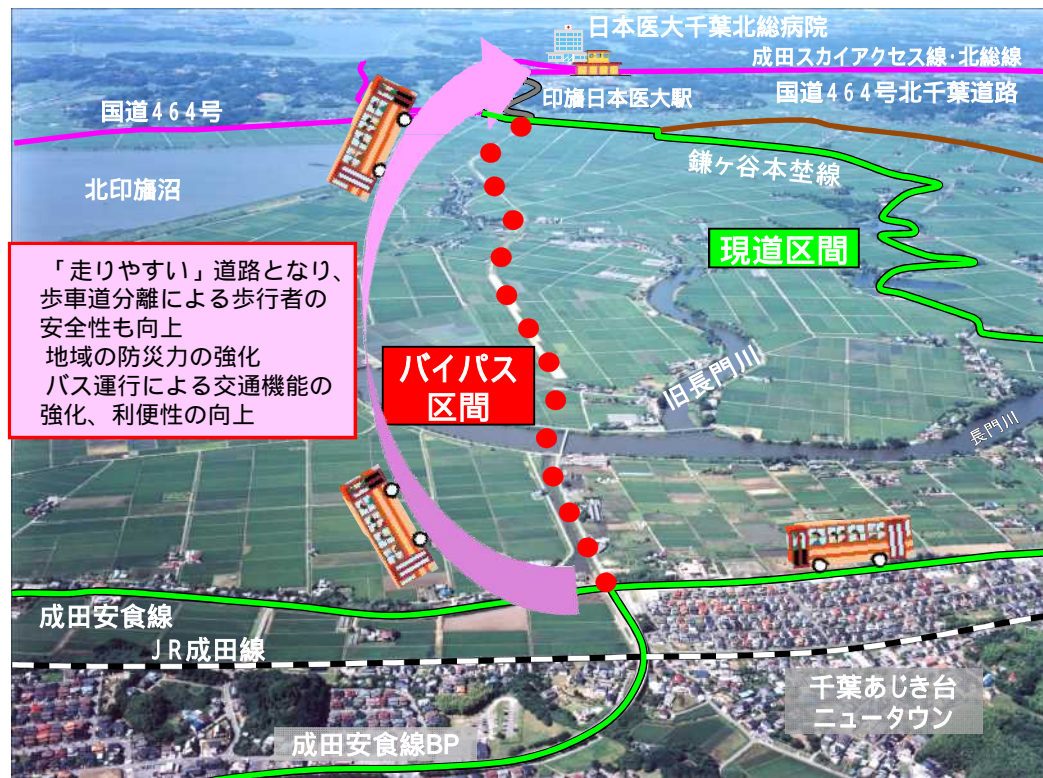 日本医大千葉北総病院
成田スカイアクセス線･北総線
国道464号
印旛日本医大駅
国道464号北千葉道路
鎌ヶ谷本埜線
北印旛沼
現道区間
「走りやすい」道路となり、
歩車道分離による歩行者の
安全性も向上
地域の防災力の強化
バス運行による交通機能の
強化、利便性の向上
バイパス
区間
旧長門川
長門川
成田安食線
JR成田線
千葉あじき台
ニュータウン
成田安食線BP